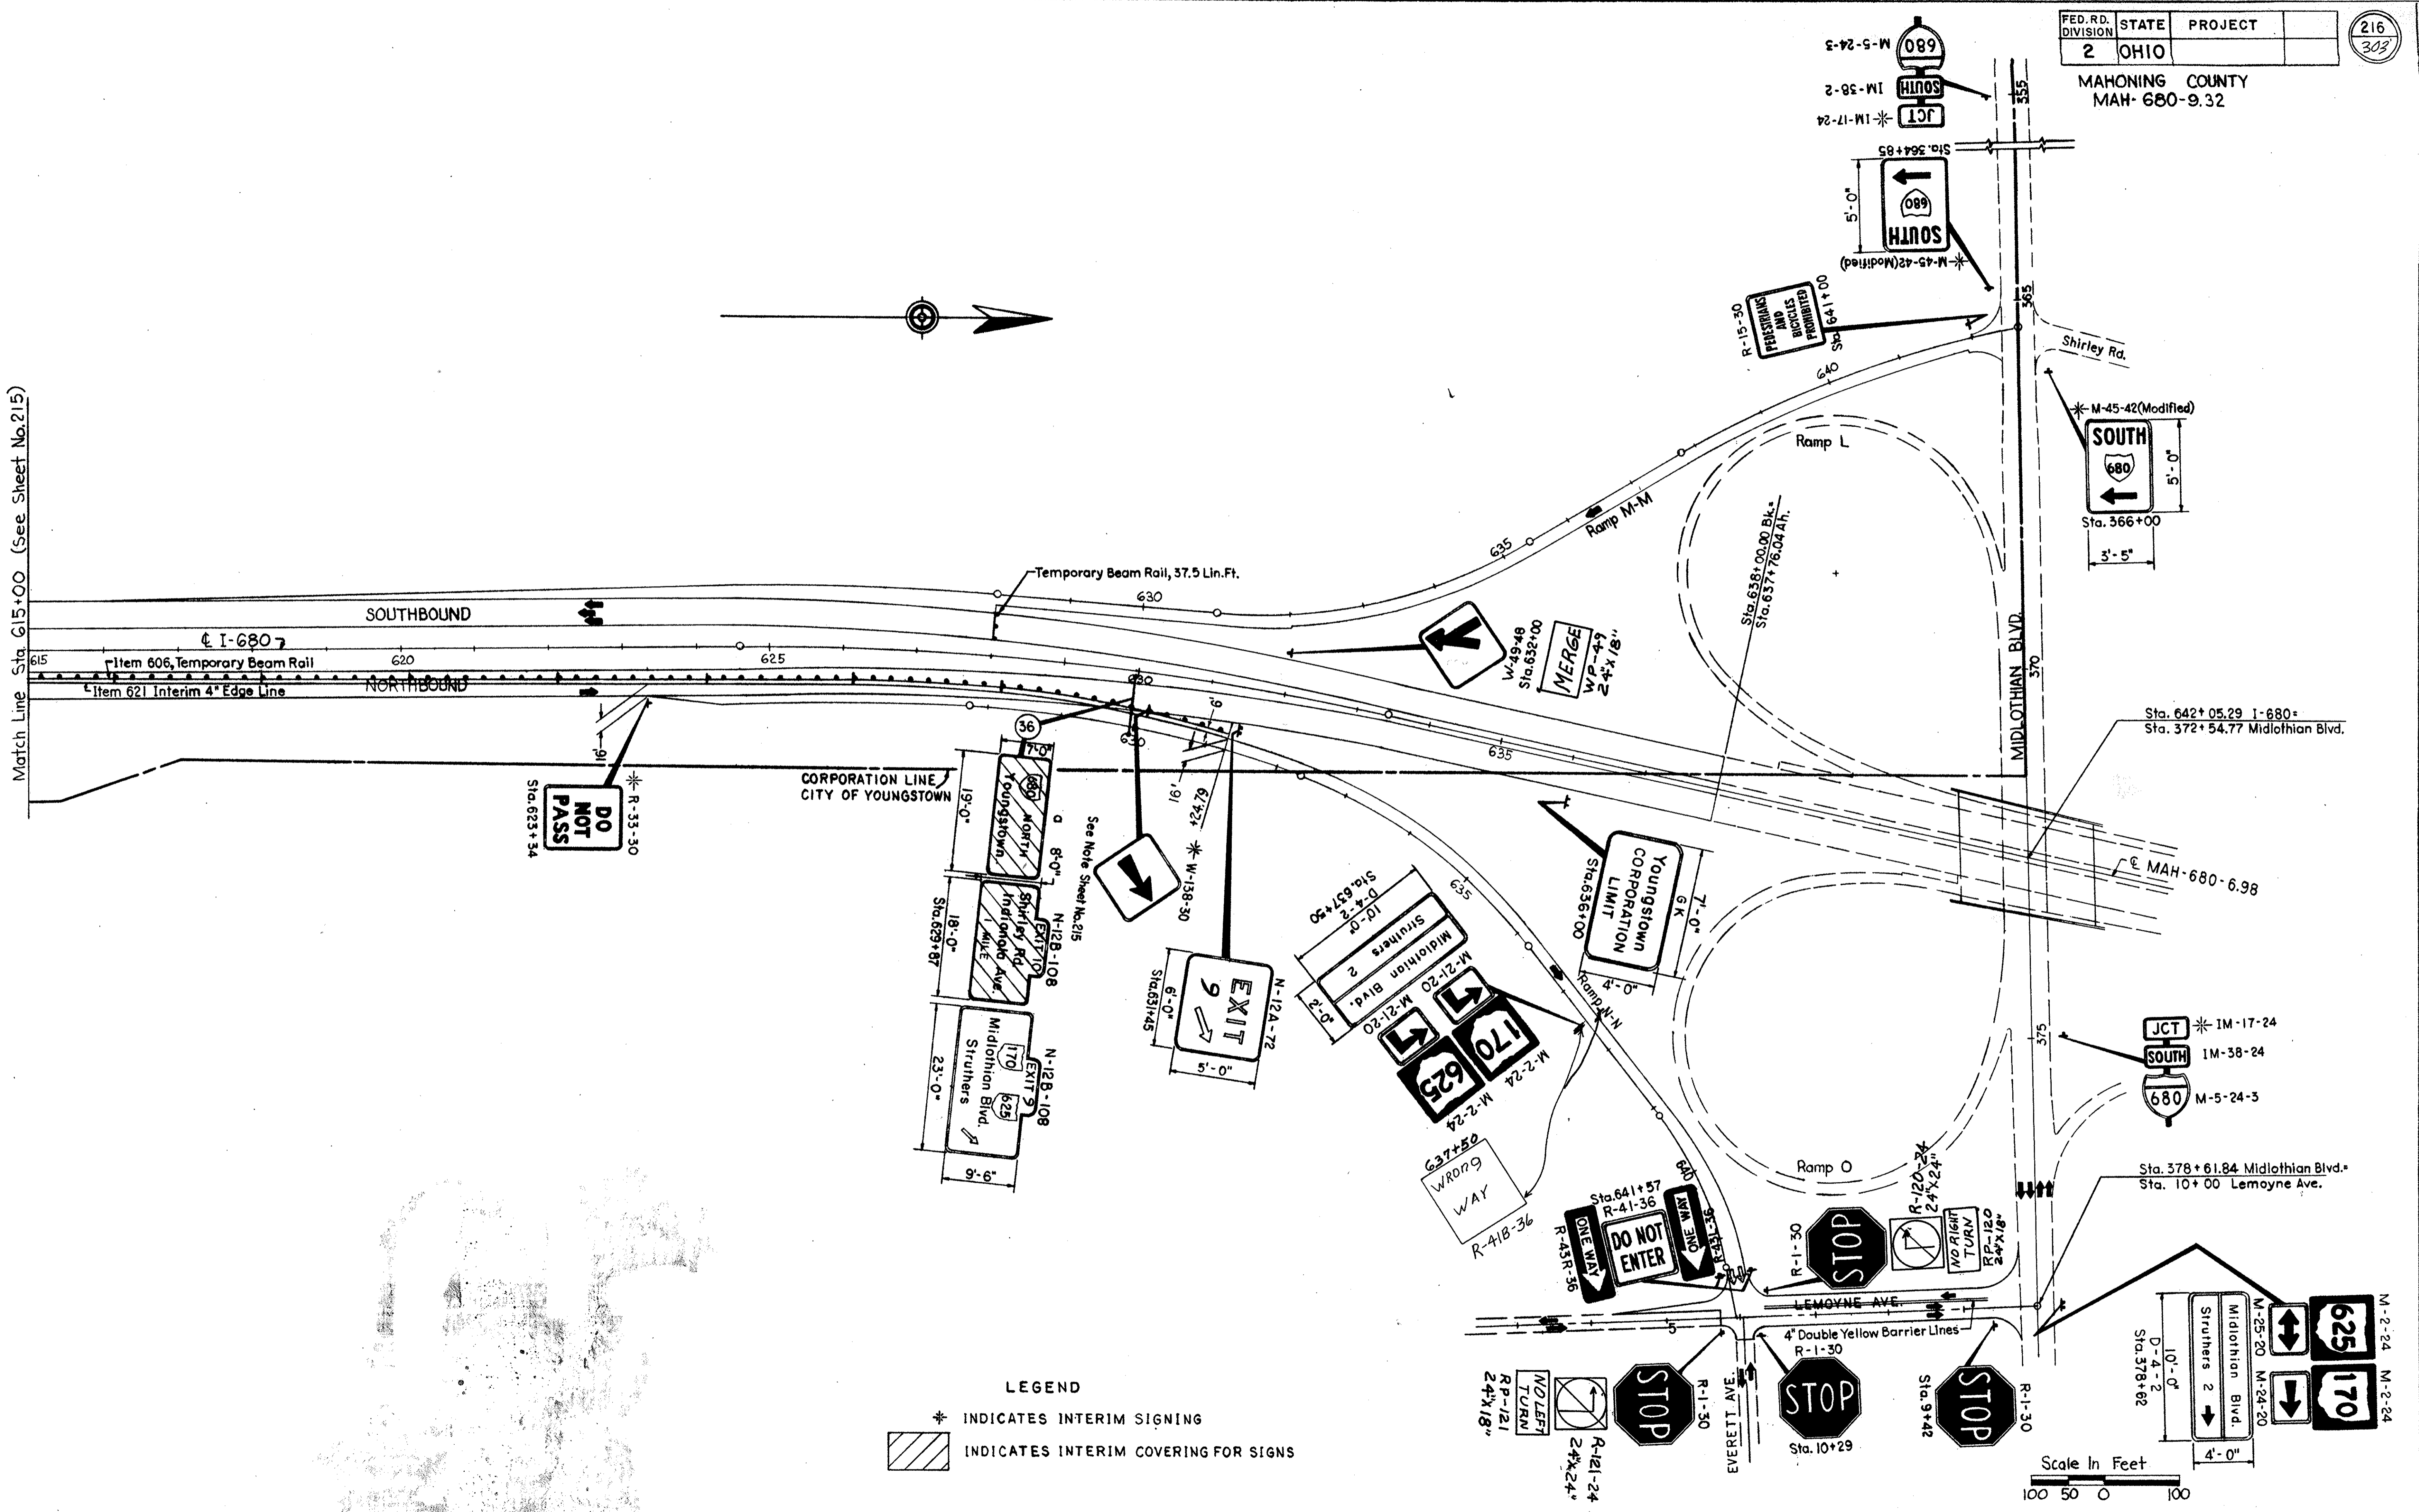 FED. RD. DIVISION
STATE
PROJECT
2
OHIO
216
303
MAHONING COUNTY
MAH- 680-9.32
680
M-5-24-3
SOUTH
IM-38-2
JCT
IM-17-24
355
Sta. 364+85
680
SOUTH
5'-0"
M-45-42(Modified)
365
R-15-30
PEDESTRIANS
AND
BICYCLES
PROHIBITED
Sta. 641+00
640
Shirley Rd.
M-45-42(Modified)
SOUTH
680
5'-0"
Sta. 366+00
3'-5"
Ramp L
Ramp M-M
635
Sta. 638+00.00 Bk.=
Sta. 637+76.04 Ah.
MIDLOTHIAN BLVD.
370
Match Line Sta. 615+00 (See Sheet No.215)
Temporary Beam Rail, 37.5 Lin.Ft.
630
SOUTHBOUND
℄ I-680
615
620
625
Item 606, Temporary Beam Rail
Item 621 Interim 4" Edge Line
NORTHBOUND
630
630
W-49-48
Sta.632+00
MERGE
WP-49
24"X18"
635
Sta. 642+05.29 I-680=
Sta. 372+54.77 Midlothian Blvd.
℄ MAH-680-6.98
16'
R-33-30
DO
NOT
PASS
Sta.623+34
CORPORATION LINE
CITY OF YOUNGSTOWN
36
7'-0"
19'-0"
680
NORTH
Youngstown
8'-0"
N-12B-108
EXIT 10
Shirley Rd
Indianola Ave.
1 MILE
18'-0"
Sta.629+87
N-12B-108
EXIT 9
170
625
Midlothian Blvd.
Struthers
23'-0"
9'-6"
See Note Sheet No.215
6'
16'
+24.79
W-138-30
N-12A-72
EXIT
9
6'-0"
Sta.631+45
5'-0"
635
Youngstown
CORPORATION
LIMIT
Sta.636+00
7'-0"
GK
4'-0"
Sta. 637+50
D-4-2
10'-0"
Midlothian Blvd.
Struthers 2
2'-0"
M-21-20
M-21-20
170
625
M-2-24
M-2-24
Ramp N-N
637+50
WRONG
WAY
R-41B-36
640
Ramp O
375
JCT
IM-17-24
SOUTH
IM-38-24
680
M-5-24-3
Sta. 378+61.84 Midlothian Blvd.=
Sta. 10+00 Lemoyne Ave.
Sta.641+57
R-41-36
ONE WAY
R-43R-36
DO NOT
ENTER
ONE WAY
R-43L-36
R-1-30
STOP
R-120-24
24"X24"
NO RIGHT
TURN
RP-120
24"X18"
LEMOYNE AVE.
5
4" Double Yellow Barrier Lines
R-1-30
STOP
Sta. 10+29
EVERETT AVE.
NO LEFT
TURN
RP-121
24"X18"
R-121-24
24"X24"
STOP
R-1-30
STOP
R-1-30
Sta. 9+42
Midlothian Blvd.
Struthers 2
D-4-2
10'-0"
Sta.378+62
4'-0"
M-25-20
M-24-20
625
M-2-24
170
M-2-24
LEGEND
INDICATES INTERIM SIGNING
INDICATES INTERIM COVERING FOR SIGNS
Scale In Feet
100 50 0 100